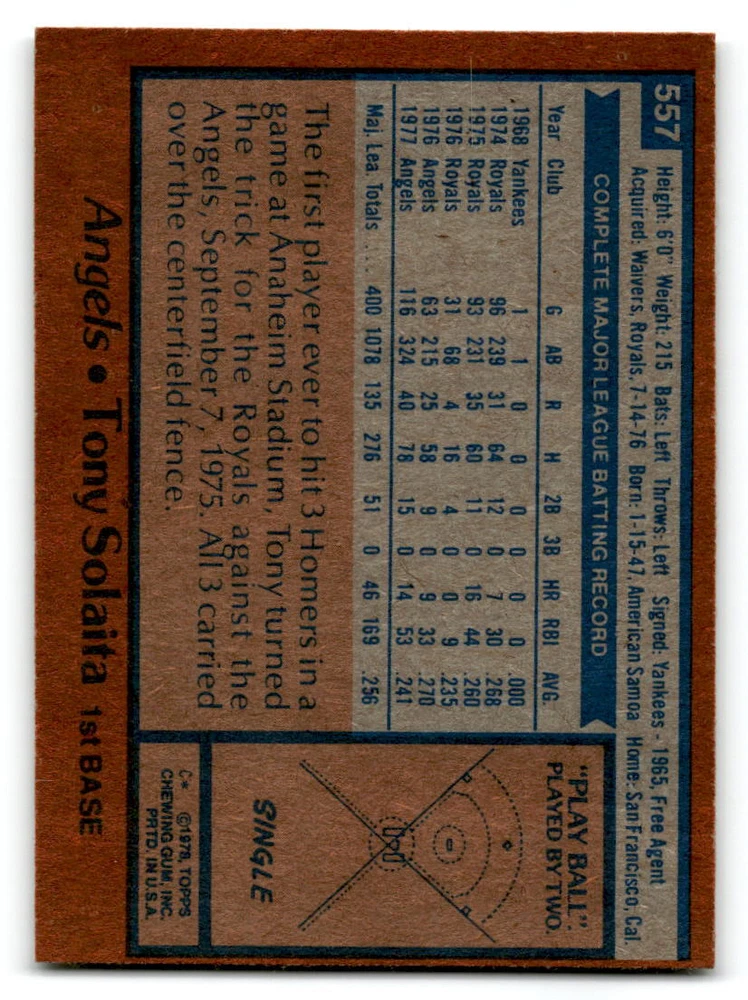 557
Height: 6'0" Weight: 215 Bats: Left Throws: Left Signed: Yankees - 1965, Free Agent
Acquired: Waivers, Royals, 7-14-76 Born: 1-15-47, American Samoa Home: San Francisco, Cal.
COMPLETE MAJOR LEAGUE BATTING RECORD
Year Club G AB R H 2B 3B HR RBI AVG
1968 Yankees 1 1 0 0 0 0 0 0 .000
1974 Royals 96 239 31 64 12 0 7 30 .268
1975 Royals 93 231 35 60 11 0 16 44 .260
1976 Royals 31 68 4 16 4 0 0 9 .235
1976 Angels 63 215 25 58 9 0 9 33 .270
1977 Angels 116 324 40 78 15 0 14 53 .241
Maj. Lea Totals .... 400 1078 135 276 51 0 46 169 .256
The first player ever to hit 3 Homers in a
game at Anaheim Stadium, Tony turned
the trick for the Royals against the
Angels, September 7, 1975. All 3 carried
over the centerfield fence.
"PLAY BALL".
PLAYED BY TWO.
SINGLE
C* ©1978, TOPPS
CHEWING GUM, INC.
PRTD. IN U.S.A.
Angels • Tony Solaita 1st BASE